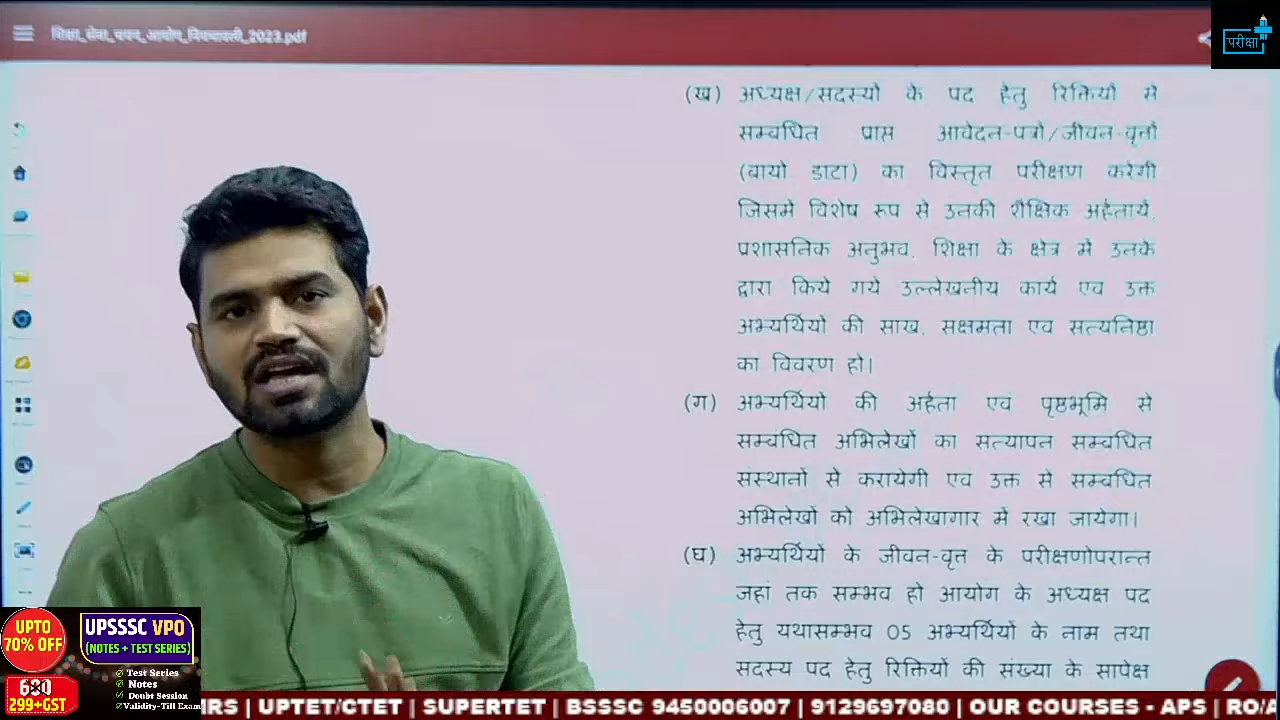 शिक्षा_सेवा_चयन_आयोग_नियमावली_2023.pdf
परीक्षा
(ख) अध्यक्ष/सदस्यों के पद हेतु रिक्तियों से
सम्बंधित प्राप्त आवेदन-पत्रों/जीवन-वृत्तों
(बायो डाटा) का विस्तृत परीक्षण करेगी
जिसमें विशेष रूप से उनकी शैक्षिक अर्हतायें,
प्रशासनिक अनुभव, शिक्षा के क्षेत्र में उनके
द्वारा किये गये उल्लेखनीय कार्य एवं उक्त
अभ्यर्थियों की साख, सक्षमता एवं सत्यनिष्ठा
का विवरण हो।
(ग) अभ्यर्थियों की अर्हता एवं पृष्ठभूमि से
सम्बंधित अभिलेखों का सत्यापन सम्बंधित
संस्थानों से करायेगी एवं उक्त से सम्बंधित
अभिलेखों को अभिलेखागार में रखा जायेगा।
(घ) अभ्यर्थियों के जीवन-वृत्त के परीक्षणोपरान्त
जहां तक सम्भव हो आयोग के अध्यक्ष पद
हेतु यथासम्भव 05 अभ्यर्थियों के नाम तथा
सदस्य पद हेतु रिक्तियों की संख्या के सापेक्ष
UPTO
70% OFF
UPSSSC VPO
(NOTES + TEST SERIES)
Test Series
Notes
Doubt Session
Validity-Till Exam
299+GST
RS | UPTET/CTET | SUPERTET | BSSSC 9450006007 | 9129697080 | OUR COURSES - APS | RO/A